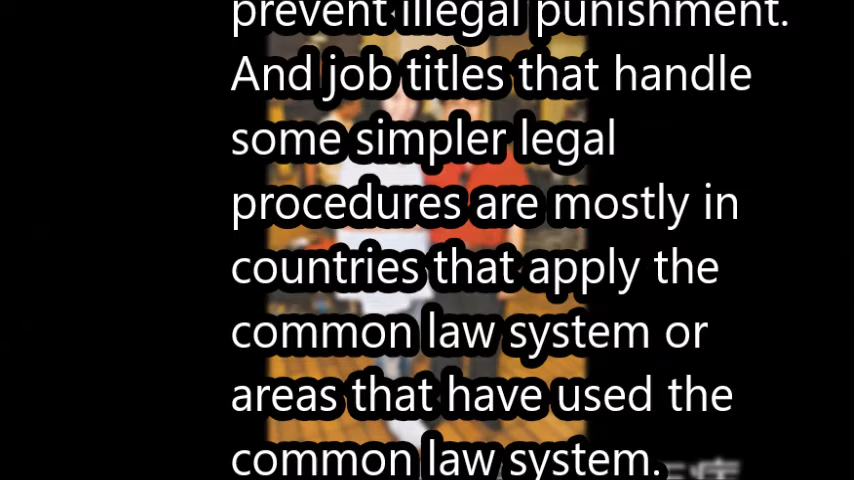 prevent illegal punishment.
And job titles that handle
some simpler legal
procedures are mostly in
countries that apply the
common law system or
areas that have used the
common law system.